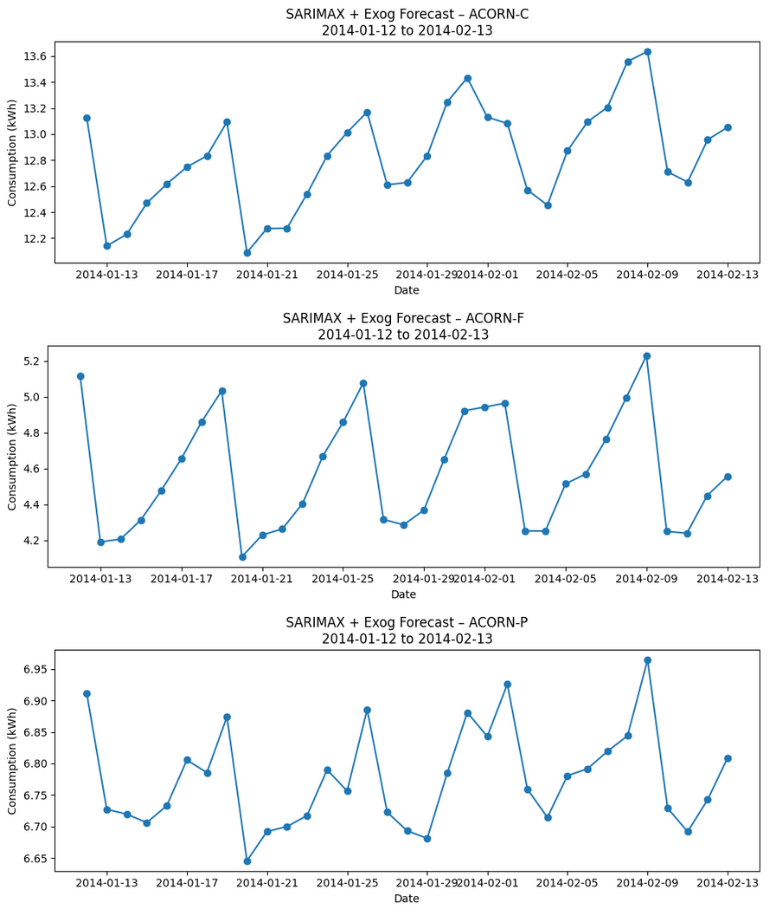 SARIMAX + Exog Forecast – ACORN-C
2014-01-12 to 2014-02-13
13.6
13.4
13.2
13.0
12.8
12.6
12.4
12.2
Consumption (kWh)
2014-01-13 2014-01-17 2014-01-21 2014-01-25 2014-01-29 2014-02-01 2014-02-05 2014-02-09 2014-02-13
Date
SARIMAX + Exog Forecast – ACORN-F
2014-01-12 to 2014-02-13
5.2
5.0
4.8
4.6
4.4
4.2
Consumption (kWh)
2014-01-13 2014-01-17 2014-01-21 2014-01-25 2014-01-29 2014-02-01 2014-02-05 2014-02-09 2014-02-13
Date
SARIMAX + Exog Forecast – ACORN-P
2014-01-12 to 2014-02-13
6.95
6.90
6.85
6.80
6.75
6.70
6.65
Consumption (kWh)
2014-01-13 2014-01-17 2014-01-21 2014-01-25 2014-01-29 2014-02-01 2014-02-05 2014-02-09 2014-02-13
Date